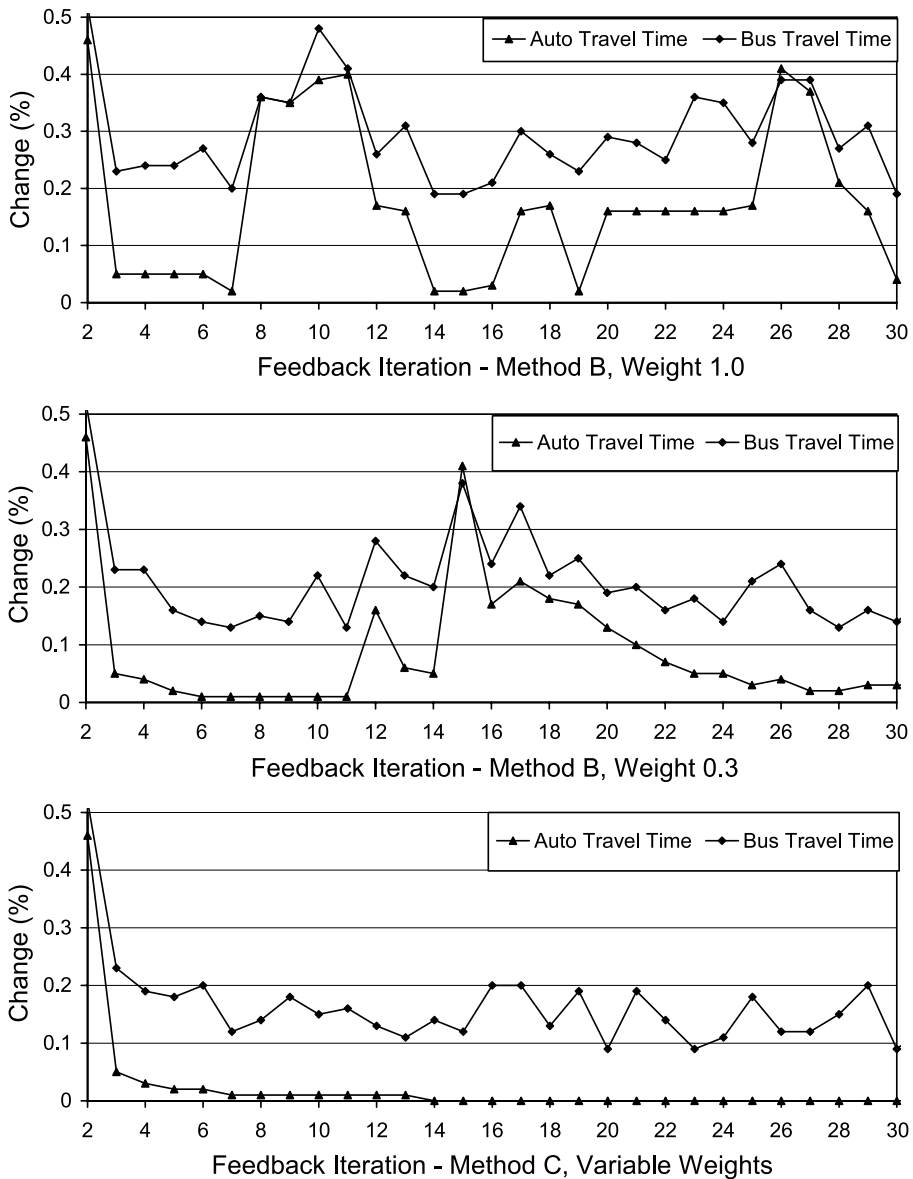 Auto Travel Time Bus Travel Time
Change (%)
0.5
0.4
0.3
0.2
0.1
0
2 4 6 8 10 12 14 16 18 20 22 24 26 28 30
Feedback Iteration - Method B, Weight 1.0
Auto Travel Time Bus Travel Time
Change (%)
0.5
0.4
0.3
0.2
0.1
0
2 4 6 8 10 12 14 16 18 20 22 24 26 28 30
Feedback Iteration - Method B, Weight 0.3
Auto Travel Time Bus Travel Time
Change (%)
0.5
0.4
0.3
0.2
0.1
0
2 4 6 8 10 12 14 16 18 20 22 24 26 28 30
Feedback Iteration - Method C, Variable Weights